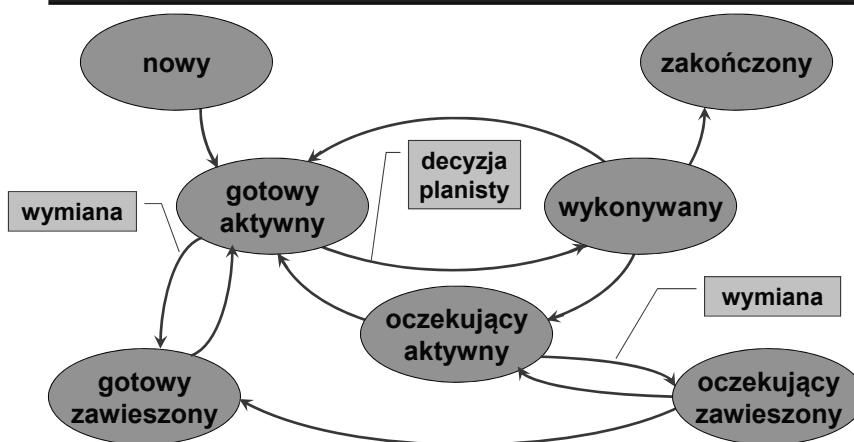 nowy
zakończony
decyzja
planisty
gotowy
aktywny
wymiana
wykonywany
oczekujący
aktywny
wymiana
gotowy
zawieszony
oczekujący
zawieszony